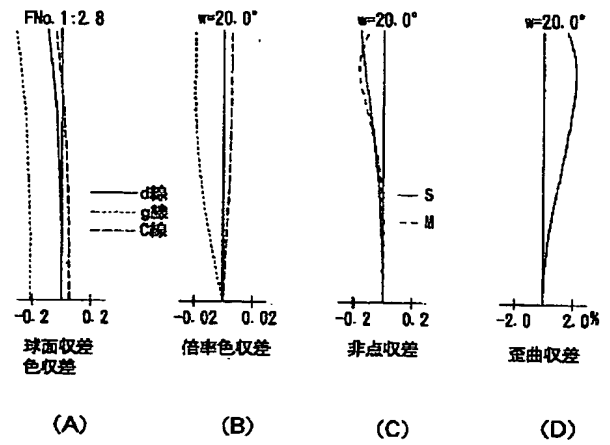 FNo. 1:2.8
w=20.0°
w=20.0°
w=20.0°
d線
g線
C線
S
M
-0.2 0.2
-0.02 0.02
-0.2 0.2
-2.0 2.0%
球面収差
色収差
倍率色収差
非点収差
歪曲収差
(A)
(B)
(C)
(D)